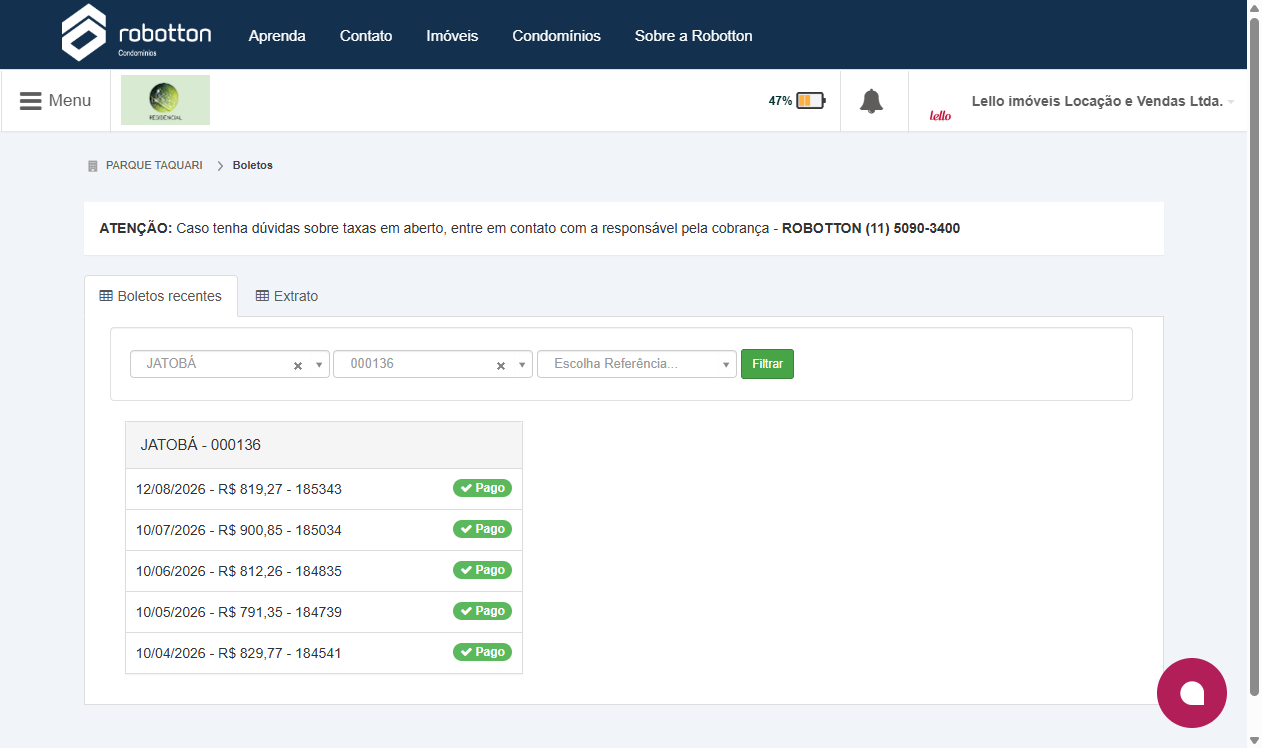 robotton
Condomínios
Aprenda
Contato
Imóveis
Condomínios
Sobre a Robotton
Menu
RESIDENCIAL
47%
lello
Lello imóveis Locação e Vendas Ltda.
PARQUE TAQUARI
Boletos
ATENÇÃO: Caso tenha dúvidas sobre taxas em aberto, entre em contato com a responsável pela cobrança - ROBOTTON (11) 5090-3400
Boletos recentes
Extrato
JATOBÁ
000136
Escolha Referência...
Filtrar
JATOBÁ - 000136
12/08/2026 - R$ 819,27 - 185343 Pago
10/07/2026 - R$ 900,85 - 185034 Pago
10/06/2026 - R$ 812,26 - 184835 Pago
10/05/2026 - R$ 791,35 - 184739 Pago
10/04/2026 - R$ 829,77 - 184541 Pago